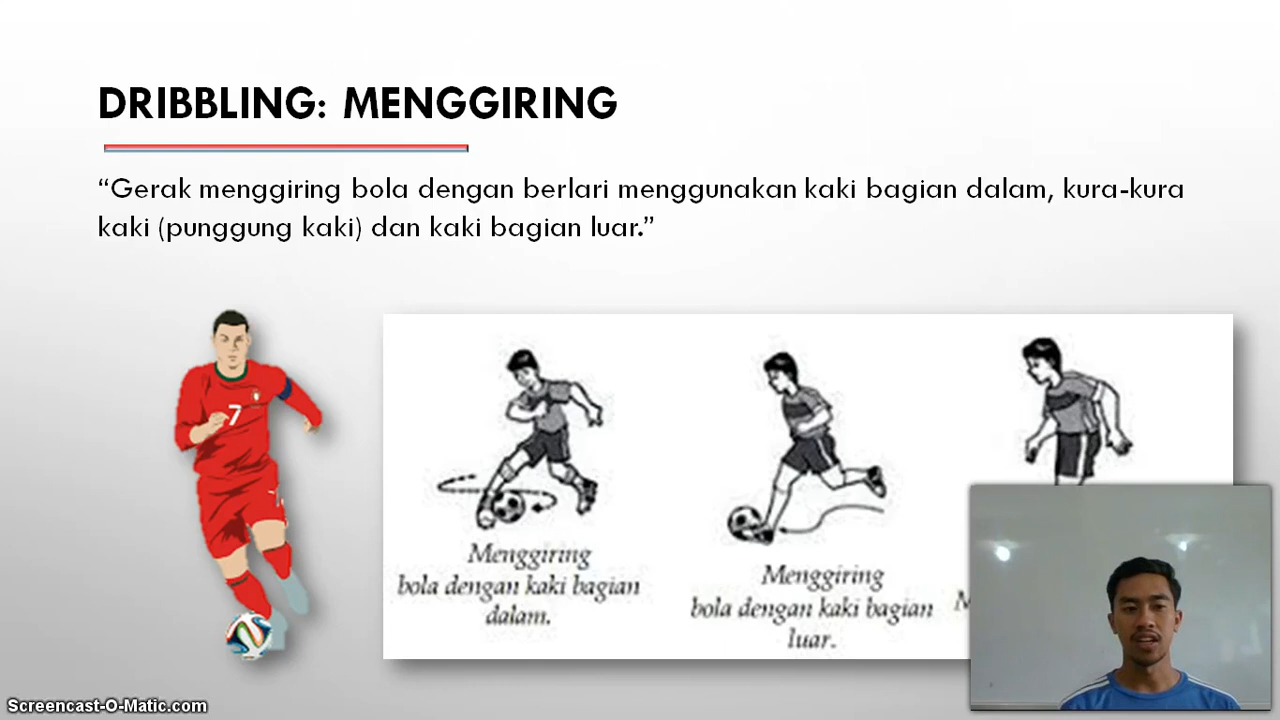 DRIBBLING: MENGGIRING
“Gerak menggiring bola dengan berlari menggunakan kaki bagian dalam, kura-kura
kaki (punggung kaki) dan kaki bagian luar.”
7
Menggiring
bola dengan kaki bagian
dalam.
Menggiring
bola dengan kaki bagian
luar.
Screencast-O-Matic.com